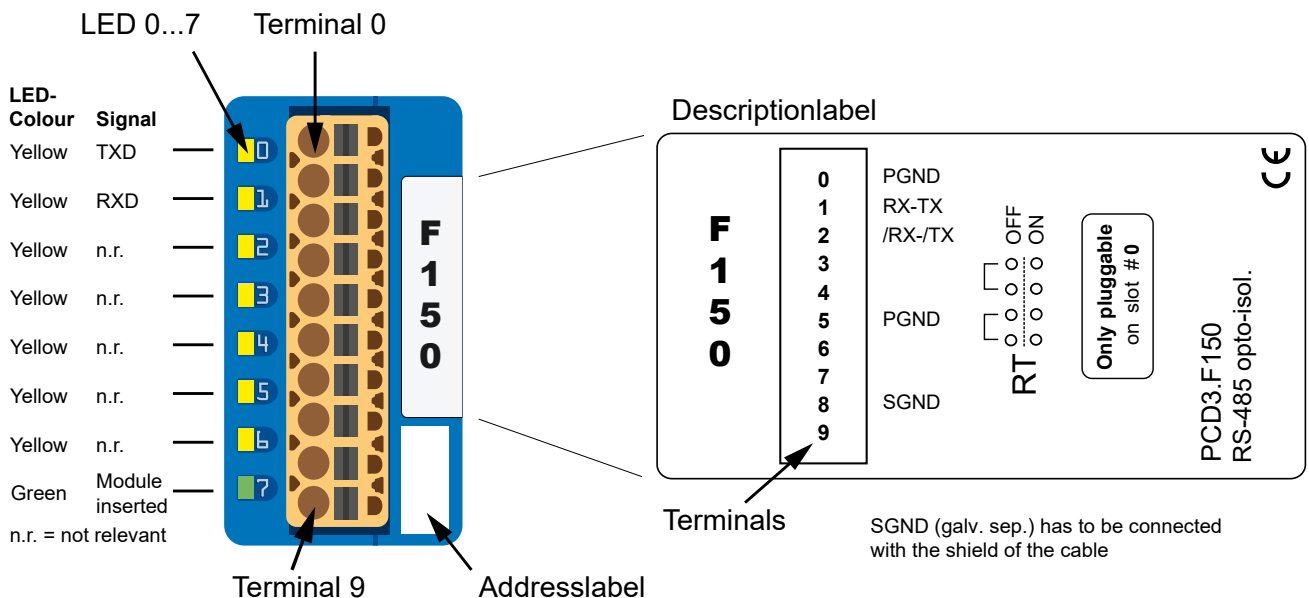 LED 0...7
Terminal 0
LED-
Colour Signal
Yellow TXD
Yellow RXD
Yellow n.r.
Yellow n.r.
Yellow n.r.
Yellow n.r.
Yellow n.r.
Green Module
inserted
n.r. = not relevant
0
1
2
3
4
5
6
7
F
1
5
0
Terminal 9
Addresslabel
Descriptionlabel
F
1
5
0
0 PGND
1 RX-TX
2 /RX-/TX
3
4
5 PGND
6
7
8 SGND
9
Terminals
OFF
ON
RT
Only pluggable
on slot # 0
PCD3.F150
RS-485 opto-isol.
CE
SGND (galv. sep.) has to be connected
with the shield of the cable